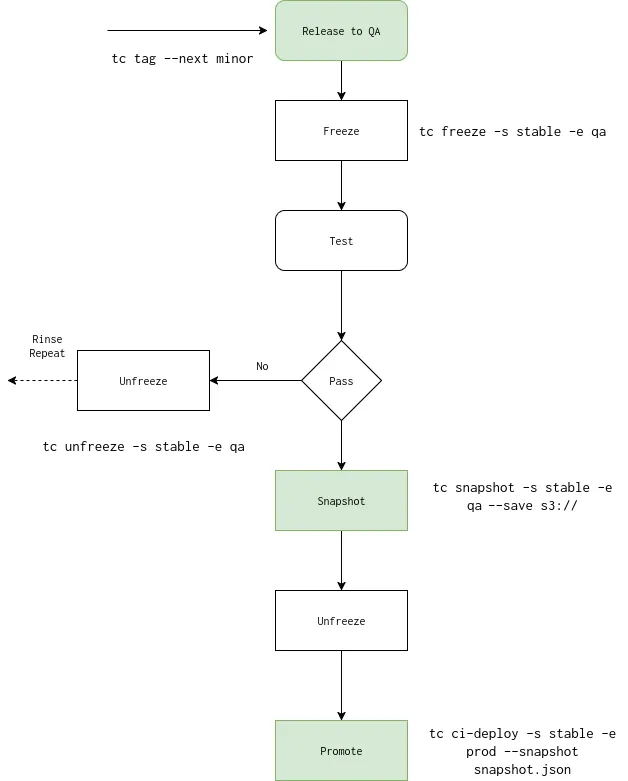 Release to QA
tc tag --next minor
Freeze
tc freeze -s stable -e qa
Test
Rinse
Repeat
Unfreeze
No
Pass
tc unfreeze -s stable -e qa
Snapshot
tc snapshot -s stable -e
qa --save s3://
Unfreeze
Promote
tc ci-deploy -s stable -e
prod --snapshot
snapshot.json